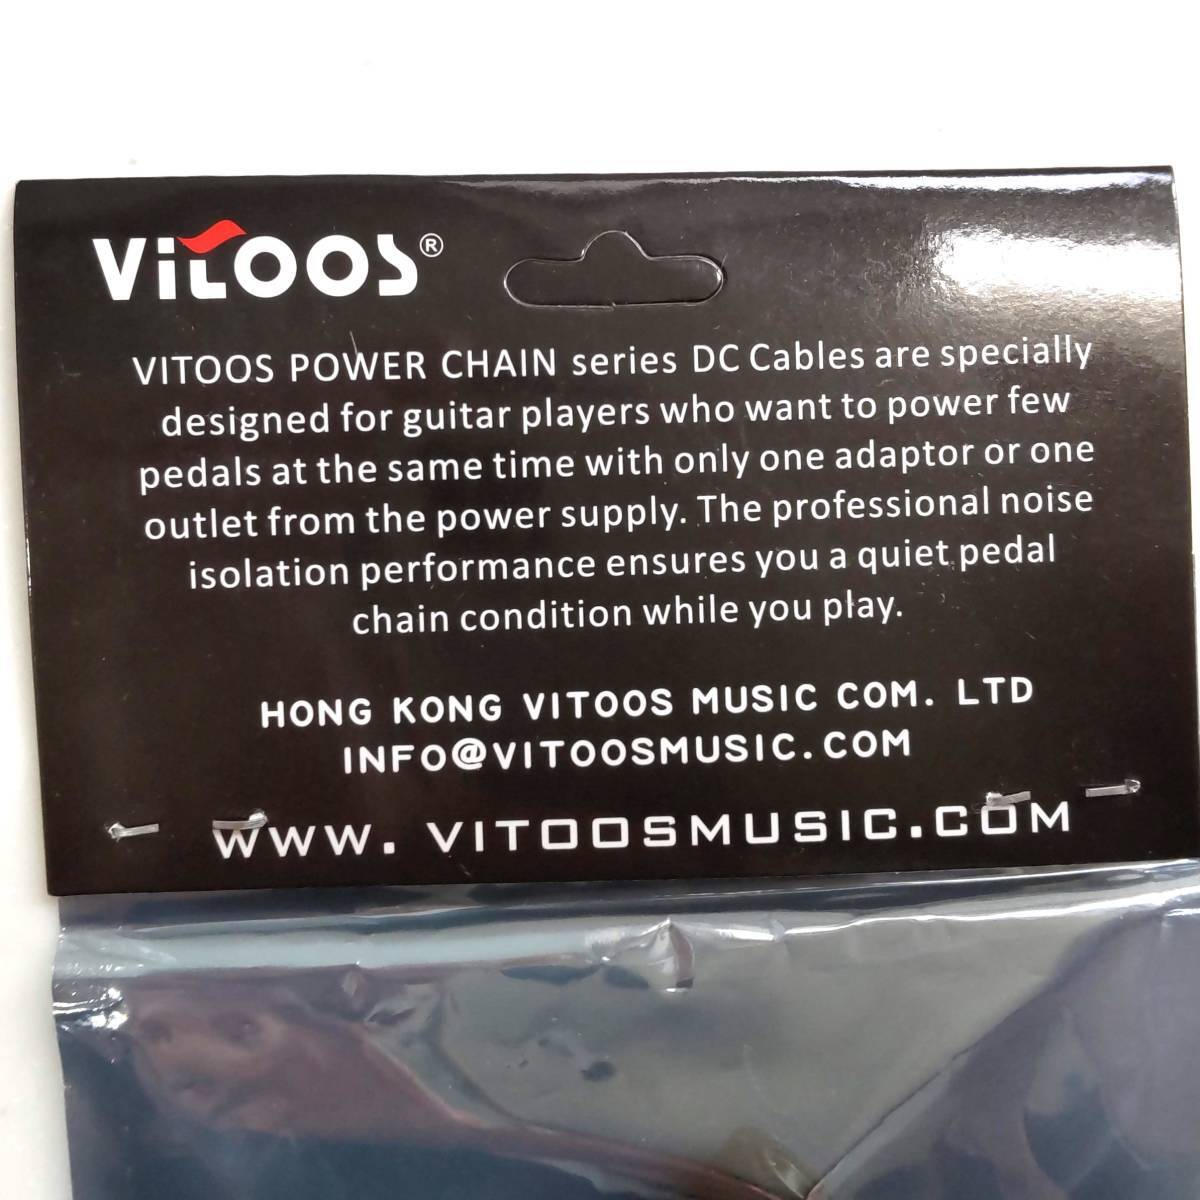 ViTOOS®
VITOOS POWER CHAIN series DC Cables are specially
designed for guitar players who want to power few
pedals at the same time with only one adaptor or one
outlet from the power supply. The professional noise
isolation performance ensures you a quiet pedal
chain condition while you play.
HONG KONG VITOOS MUSIC COM. LTD
INFO@VITOOSMUSIC.COM
WWW. VITOOSMUSIC.COM